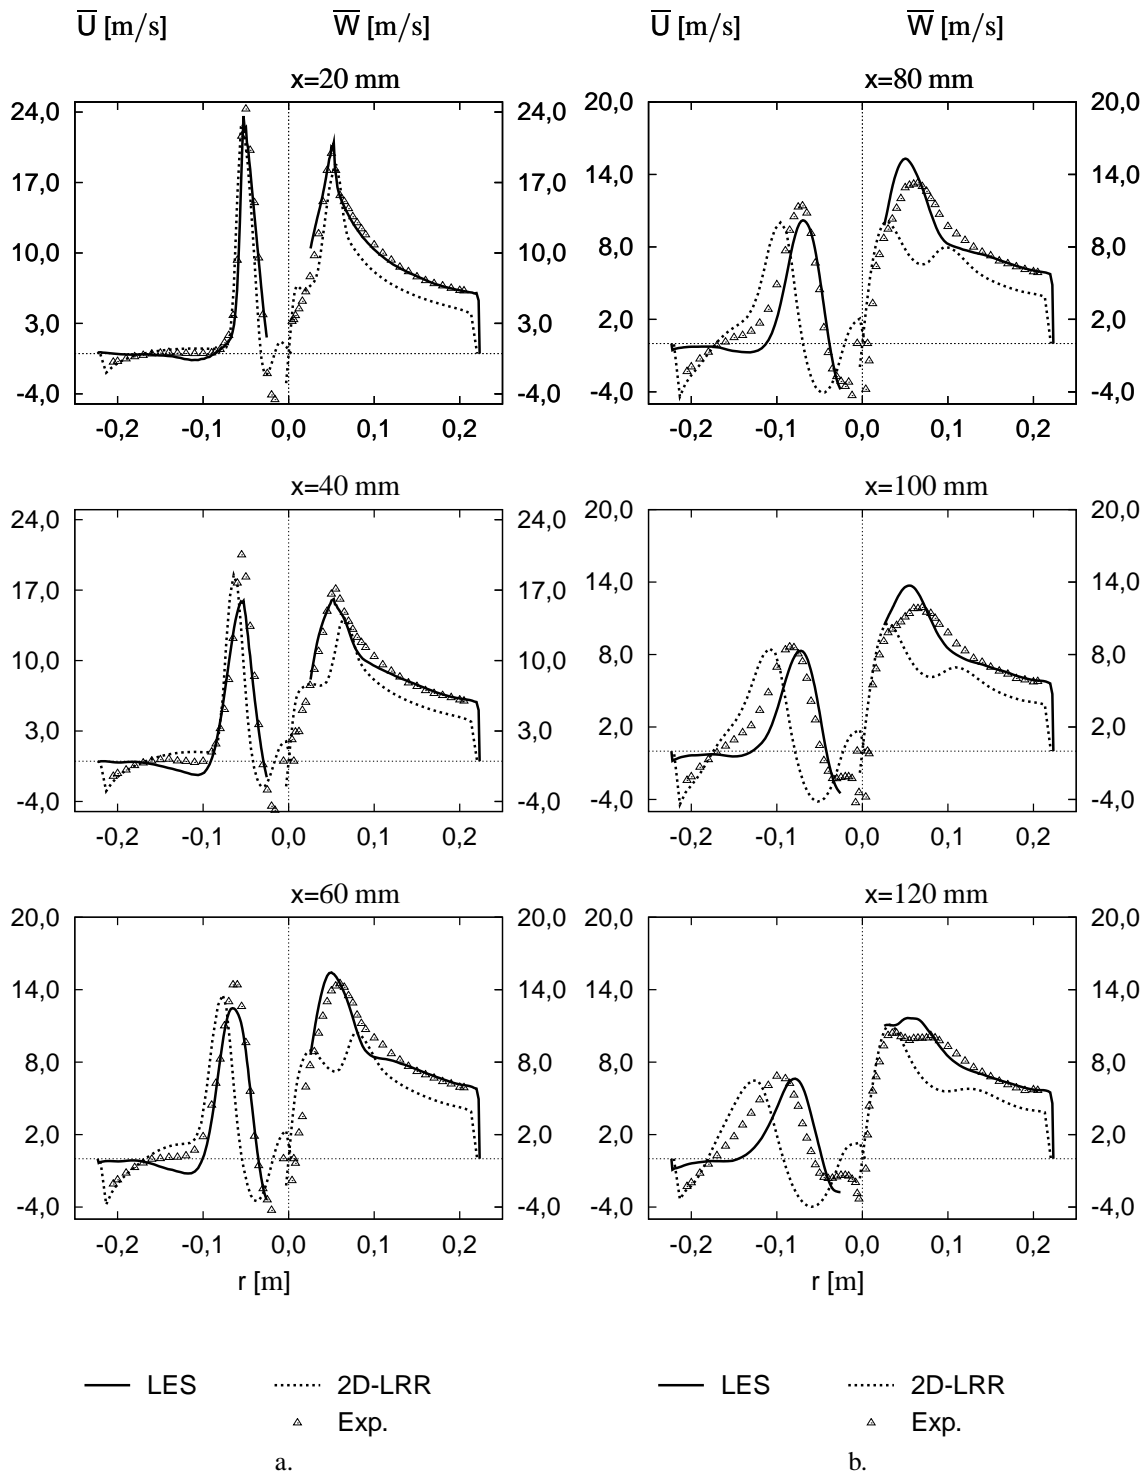 U [m/s] W [m/s] U [m/s] W [m/s]
x=20 mm
24,0 24,0
17,0 17,0
10,0 10,0
3,0 3,0
-4,0 -4,0
-0,2 -0,1 0,0 0,1 0,2
x=80 mm
20,0 20,0
14,0 14,0
8,0 8,0
2,0 2,0
-4,0 -4,0
-0,2 -0,1 0,0 0,1 0,2
x=40 mm
24,0 24,0
17,0 17,0
10,0 10,0
3,0 3,0
-4,0 -4,0
-0,2 -0,1 0,0 0,1 0,2
x=100 mm
20,0 20,0
14,0 14,0
8,0 8,0
2,0 2,0
-4,0 -4,0
-0,2 -0,1 0,0 0,1 0,2
x=60 mm
20,0 20,0
14,0 14,0
8,0 8,0
2,0 2,0
-4,0 -4,0
-0,2 -0,1 0,0 0,1 0,2
r [m]
x=120 mm
20,0 20,0
14,0 14,0
8,0 8,0
2,0 2,0
-4,0 -4,0
-0,2 -0,1 0,0 0,1 0,2
r [m]
LES 2D-LRR
Exp.
a.
LES 2D-LRR
Exp.
b.